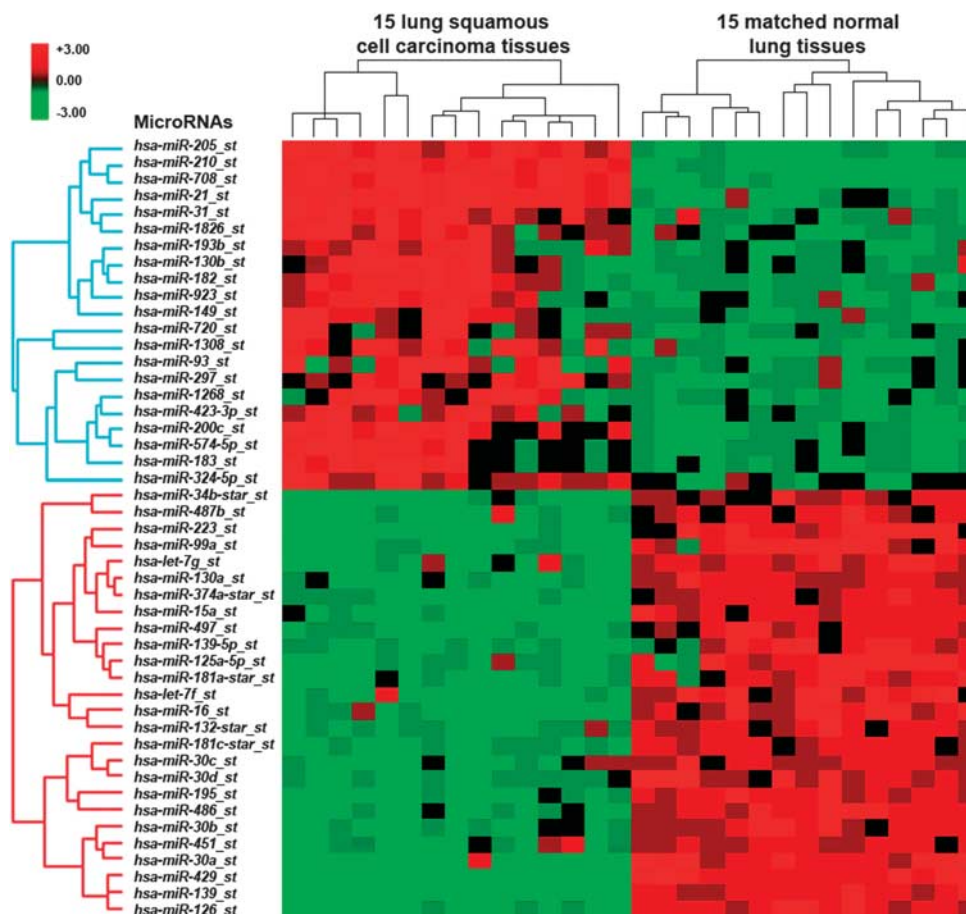 15 lung squamous
cell carcinoma tissues
15 matched normal
lung tissues
+3.00
0.00
-3.00
MicroRNAs
hsa-miR-205_st
hsa-miR-210_st
hsa-miR-708_st
hsa-miR-21_st
hsa-miR-31_st
hsa-miR-1826_st
hsa-miR-193b_st
hsa-miR-130b_st
hsa-miR-182_st
hsa-miR-923_st
hsa-miR-149_st
hsa-miR-720_st
hsa-miR-1308_st
hsa-miR-93_st
hsa-miR-297_st
hsa-miR-1268_st
hsa-miR-423-3p_st
hsa-miR-200c_st
hsa-miR-574-5p_st
hsa-miR-183_st
hsa-miR-324-5p_st
hsa-miR-34b-star_st
hsa-miR-487b_st
hsa-miR-223_st
hsa-miR-99a_st
hsa-let-7g_st
hsa-miR-130a_st
hsa-miR-374a-star_st
hsa-miR-15a_st
hsa-miR-497_st
hsa-miR-139-5p_st
hsa-miR-125a-5p_st
hsa-miR-181a-star_st
hsa-let-7f_st
hsa-miR-16_st
hsa-miR-132-star_st
hsa-miR-181c-star_st
hsa-miR-30c_st
hsa-miR-30d_st
hsa-miR-195_st
hsa-miR-486_st
hsa-miR-30b_st
hsa-miR-451_st
hsa-miR-30a_st
hsa-miR-429_st
hsa-miR-139_st
hsa-miR-126_st